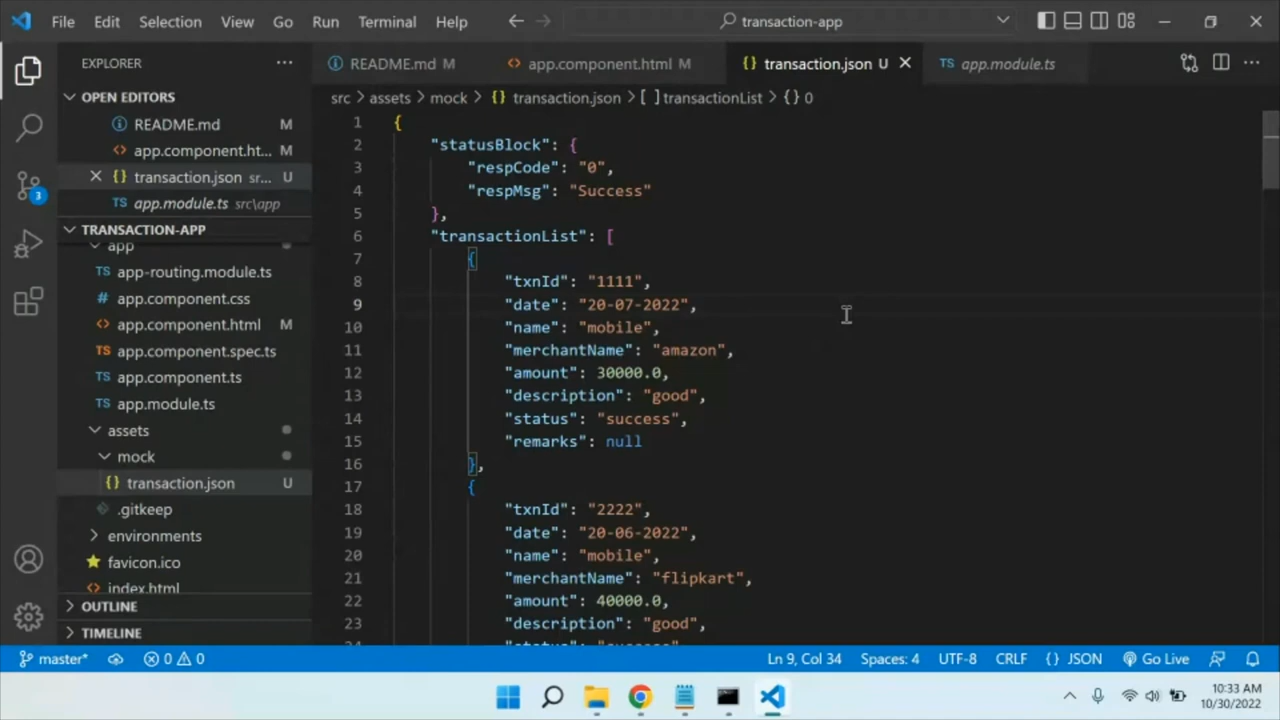 File Edit Selection View Go Run Terminal Help
transaction-app
EXPLORER
README.md M
app.component.html M
{} transaction.json U
TS app.module.ts
OPEN EDITORS
src > assets > mock > {} transaction.json > [ ] transactionList > {} 0
README.md M
app.component.ht... M
{} transaction.json sr... U
TS app.module.ts src\app
TRANSACTION-APP
app
TS app-routing.module.ts
# app.component.css
app.component.html M
TS app.component.spec.ts
TS app.component.ts
TS app.module.ts
assets
mock
{} transaction.json U
.gitkeep
environments
favicon.ico
index.html
OUTLINE
TIMELINE
3
1 {
2 "statusBlock": {
3 "respCode": "0",
4 "respMsg": "Success"
5 },
6 "transactionList": [
7 {
8 "txnId": "1111",
9 "date": "20-07-2022",
10 "name": "mobile",
11 "merchantName": "amazon",
12 "amount": 30000.0,
13 "description": "good",
14 "status": "success",
15 "remarks": null
16 },
17 {
18 "txnId": "2222",
19 "date": "20-06-2022",
20 "name": "mobile",
21 "merchantName": "flipkart",
22 "amount": 40000.0,
23 "description": "good",
master* 0 0 Ln 9, Col 34 Spaces: 4 UTF-8 CRLF {} JSON Go Live
10:33 AM
10/30/2022